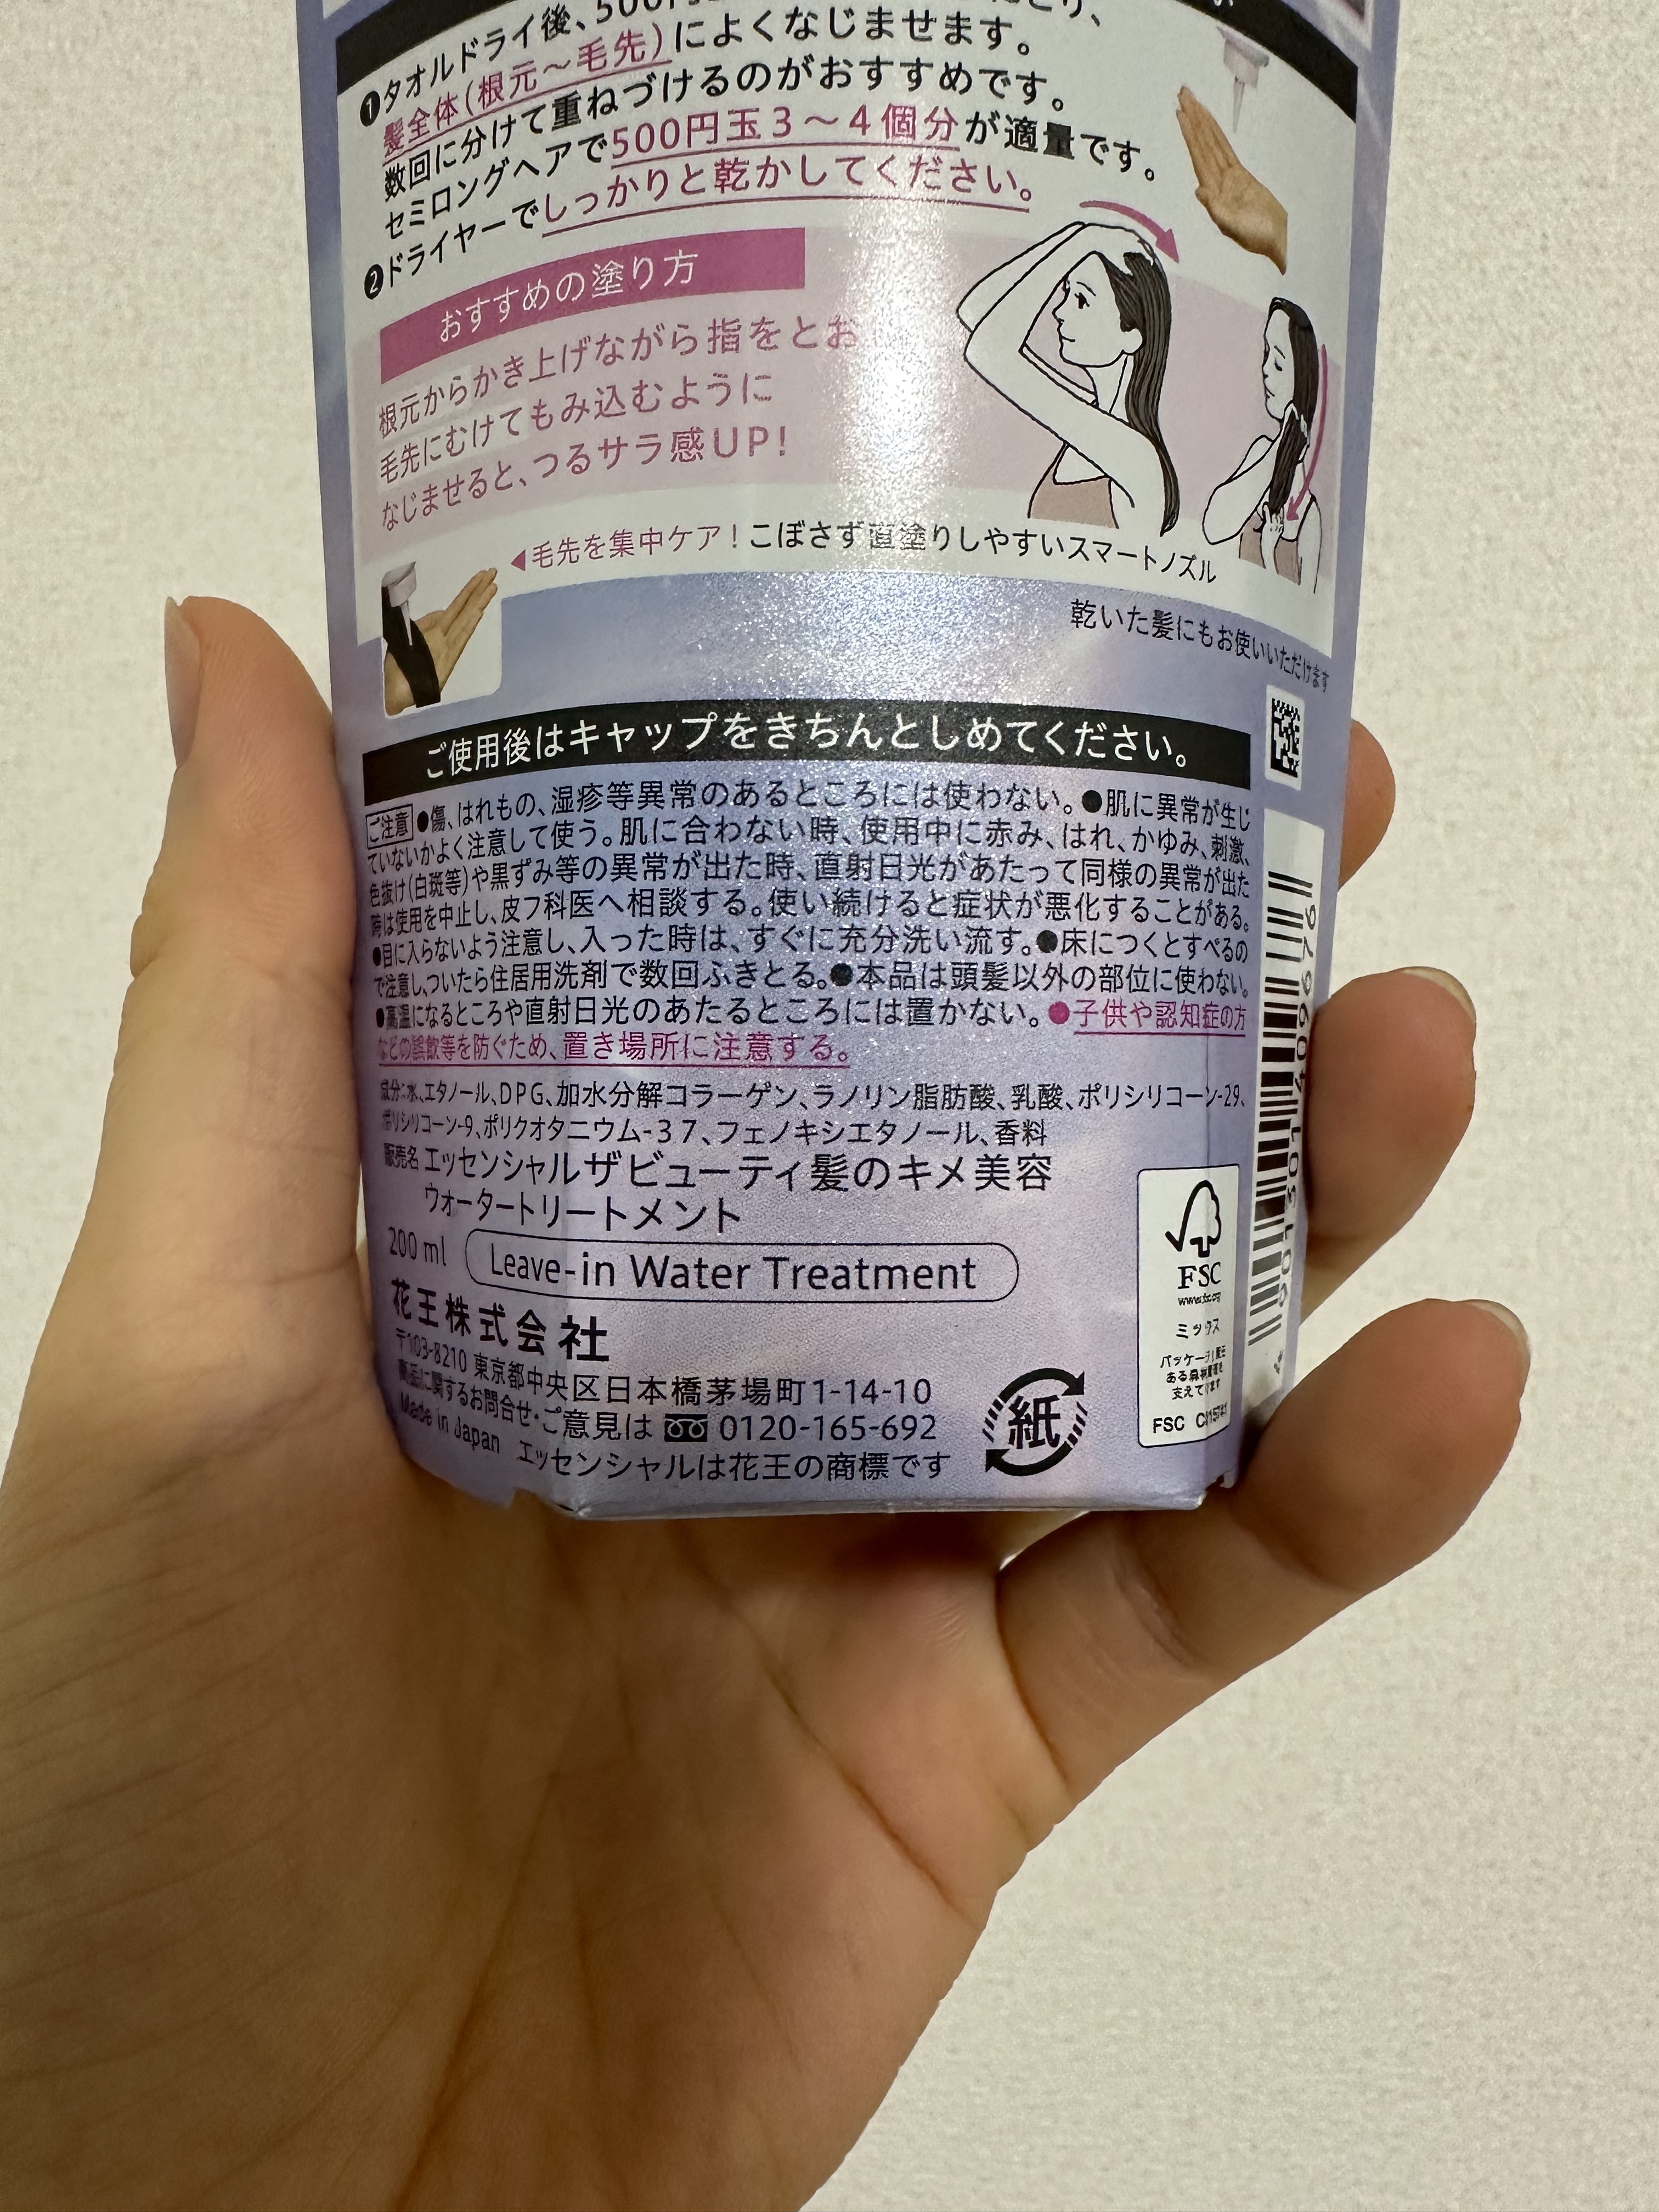 ❶タオルドライ後、500
髪全体(根元～毛先)によくなじませます。
数回に分けて重ねづけるのがおすすめです。
セミロングヘアで500円玉3～4個分が適量です。
❷ドライヤーでしっかりと乾かしてください。
おすすめの塗り方
根元からかき上げながら指をとお
毛先にむけてもみ込むように
なじませると、つるサラ感UP!
◀毛先を集中ケア!こぼさず直塗りしやすいスマートノズル
乾いた髪にもお使いいただけます
ご使用後はキャップをきちんとしめてください。
ご注意 ●傷、はれもの、湿疹等異常のあるところには使わない。●肌に異常が生じ
ていないかよく注意して使う。肌に合わない時、使用中に赤み、はれ、かゆみ、刺激、
色抜け(白斑等)や黒ずみ等の異常が出た時、直射日光があたって同様の異常が出た
時は使用を中止し、皮フ科医へ相談する。使い続けると症状が悪化することがある。
●目に入らないよう注意し、入った時は、すぐに充分洗い流す。●床につくとすべるの
で注意し、ついたら住居用洗剤で数回ふきとる。●本品は頭髪以外の部位に使わない。
●高温になるところや直射日光のあたるところには置かない。●子供や認知症の方
などの誤飲等を防ぐため、置き場所に注意する。
成分:水、エタノール、DPG、加水分解コラーゲン、ラノリン脂肪酸、乳酸、ポリシリコーン-29、
ポリシリコーン-9、ポリクオタニウム-37、フェノキシエタノール、香料
販売名 エッセンシャルザビューティ髪のキメ美容
ウォータートリートメント
200 ml Leave-in Water Treatment
花王株式会社
〒103-8210 東京都中央区日本橋茅場町1-14-10
商品に関するお問合せ・ご意見は 0120-165-692
Made in Japan エッセンシャルは花王の商標です
紙
FSC
www.fsc.org
ミックス
FSC